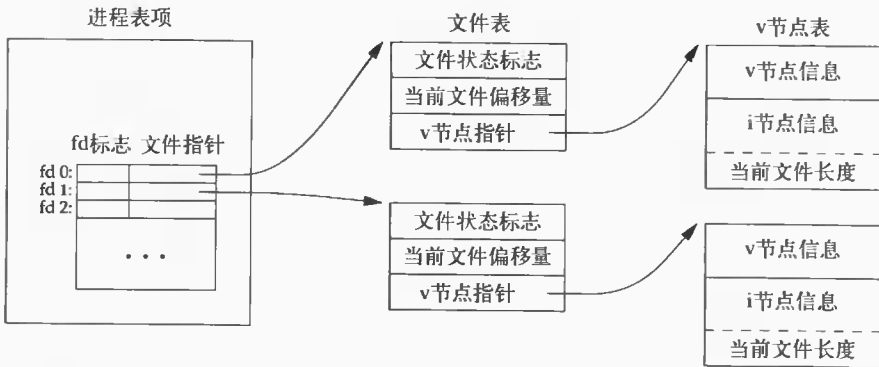 进程表项
fd标志 文件指针
fd 0:
fd 1:
fd 2:
• • •
文件表
文件状态标志
当前文件偏移量
v节点指针
文件状态标志
当前文件偏移量
v节点指针
v节点表
v节点信息
i节点信息
当前文件长度
v节点信息
i节点信息
当前文件长度